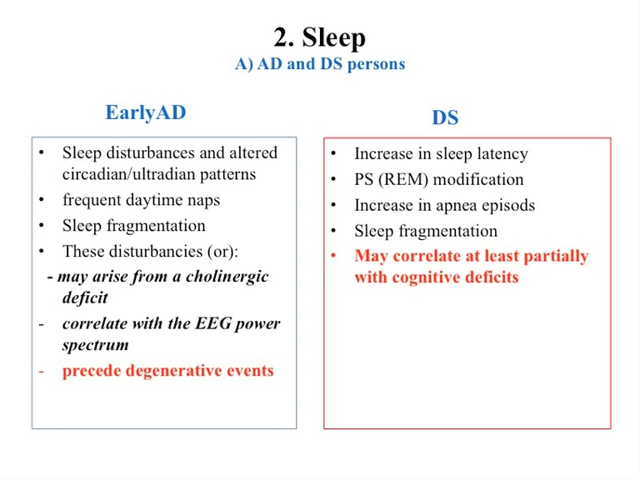 2. Sleep
A) AD and DS persons
EarlyAD
• Sleep disturbances and altered
circadian/ultradian patterns
• frequent daytime naps
• Sleep fragmentation
• These disturbancies (or):
- may arise from a cholinergic
deficit
- correlate with the EEG power
spectrum
- precede degenerative events
DS
• Increase in sleep latency
• PS (REM) modification
• Increase in apnea episods
• Sleep fragmentation
• May correlate at least partially
with cognitive deficits